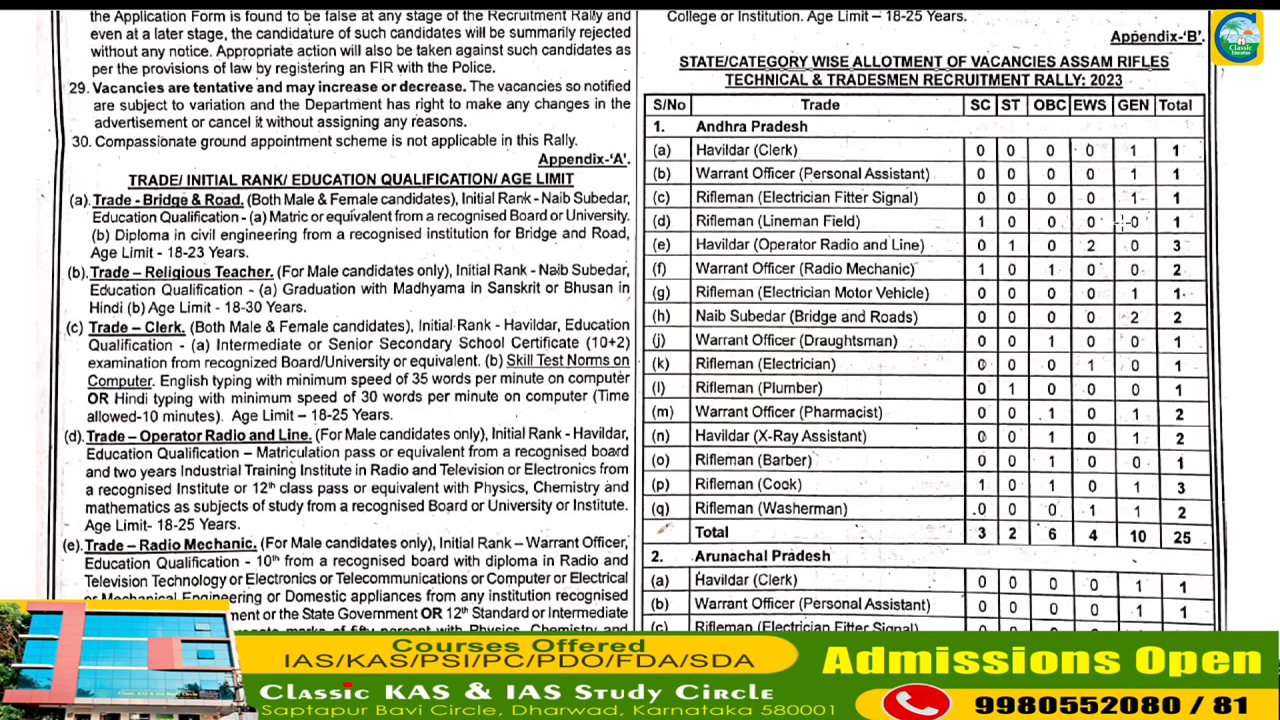 the Application Form is found to be false at any stage of the Recruitment Rally and
even at a later stage, the candidature of such candidates will be summarily rejected
without any notice. Appropriate action will also be taken against such candidates as
per the provisions of law by registering an FIR with the Police.
29. Vacancies are tentative and may increase or decrease. The vacancies so notified
are subject to variation and the Department has right to make any changes in the
advertisement or cancel it without assigning any reasons.
30. Compassionate ground appointment scheme is not applicable in this Rally.
Appendix-'A'
TRADE/ INITIAL RANK/ EDUCATION QUALIFICATION/ AGE LIMIT
(a). Trade - Bridge & Road. (Both Male & Female candidates), Initial Rank - Naib Subedar,
Education Qualification - (a) Matric or equivalent from a recognised Board or University.
(b) Diploma in civil engineering from a recognised institution for Bridge and Road,
Age Limit - 18-23 Years.
(b). Trade – Religious Teacher. (For Male candidates only), Initial Rank - Naib Subedar,
Education Qualification - (a) Graduation with Madhyama in Sanskrit or Bhusan in
Hindi (b) Age Limit - 18-30 Years.
(c) Trade – Clerk. (Both Male & Female candidates), Initial Rank - Havildar, Education
Qualification - (a) Intermediate or Senior Secondary School Certificate (10+2)
examination from recognized Board/University or equivalent. (b) Skill Test Norms on
Computer. English typing with minimum speed of 35 words per minute on computer
OR Hindi typing with minimum speed of 30 words per minute on computer (Time
allowed-10 minutes). Age Limit – 18-25 Years.
(d). Trade – Operator Radio and Line. (For Male candidates only), Initial Rank - Havildar,
Education Qualification – Matriculation pass or equivalent from a recognised board
and two years Industrial Training Institute in Radio and Television or Electronics from
a recognised Institute or 12th class pass or equivalent with Physics, Chemistry and
mathematics as subjects of study from a recognised Board or University or Institute.
Age Limit- 18-25 Years.
(e). Trade – Radio Mechanic. (For Male candidates only), Initial Rank – Warrant Officer,
Education Qualification - 10th from a recognised board with diploma in Radio and
Television Technology or Electronics or Telecommunications or Computer or Electrical
or Mechanical Engineering or Domestic appliances from any institution recognised
ment or the State Government OR 12th Standard or Intermediate
College or Institution. Age Limit – 18-25 Years.
Appendix-'B'
STATE/CATEGORY WISE ALLOTMENT OF VACANCIES ASSAM RIFLES
TECHNICAL & TRADESMEN RECRUITMENT RALLY: 2023
S/No Trade SC ST OBC EWS GEN Total
1. Andhra Pradesh
(a) Havildar (Clerk) 0 0 0 0 1 1
(b) Warrant Officer (Personal Assistant) 0 0 0 0 1 1
(c) Rifleman (Electrician Fitter Signal) 0 0 0 0 1 1
(d) Rifleman (Lineman Field) 1 0 0 0 0 1
(e) Havildar (Operator Radio and Line) 0 1 0 2 0 3
(f) Warrant Officer (Radio Mechanic) 1 0 1 0 0 2
(g) Rifleman (Electrician Motor Vehicle) 0 0 0 0 1 1
(h) Naib Subedar (Bridge and Roads) 0 0 0 0 2 2
(j) Warrant Officer (Draughtsman) 0 0 1 0 0 1
(k) Rifleman (Electrician) 0 0 0 1 0 1
(l) Rifleman (Plumber) 0 1 0 0 0 1
(m) Warrant Officer (Pharmacist) 0 0 1 0 1 2
(n) Havildar (X-Ray Assistant) 0 0 1 0 1 2
(o) Rifleman (Barber) 0 0 1 0 0 1
(p) Rifleman (Cook) 1 0 1 0 1 3
(q) Rifleman (Washerman) 0 0 0 1 1 2
Total 3 2 6 4 10 25
2. Arunachal Pradesh
(a) Havildar (Clerk) 0 0 0 0 1 1
(b) Warrant Officer (Personal Assistant) 0 0 0 0 1 1
(c) Rifleman (Electrician Fitter Signal)
Classic
Education
Courses Offered
IAS/KAS/PSI/PC/PDO/FDA/SDA
Classic KAS & IAS Study Circle
Saptapur Bavi Circle, Dharwad, Karnataka 580001
Admissions Open
9980552080 / 81